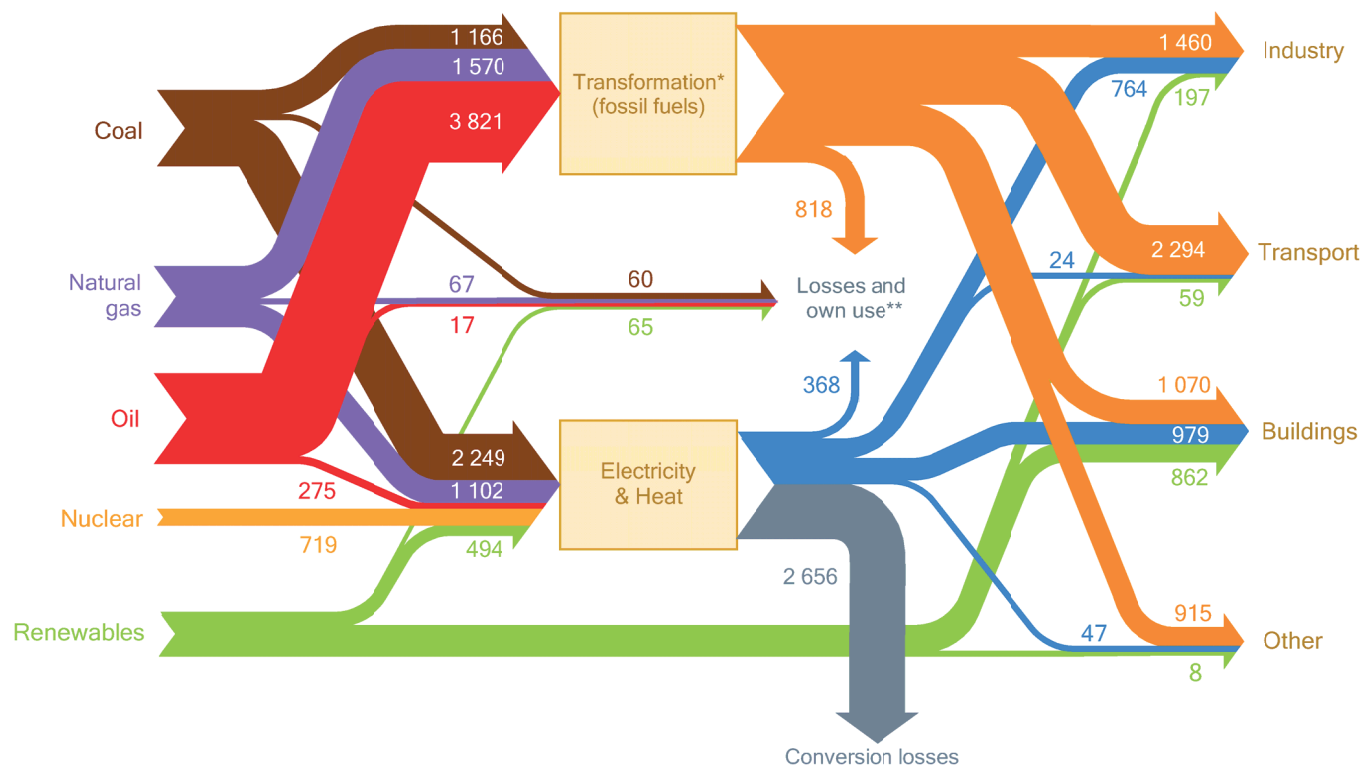 1 166
1 570
3 821
Transformation*
(fossil fuels)
1 460
764
197
Industry
Coal
818
2 294
24
59
Transport
Natural
gas
67
17
60
65
Losses and
own use**
368
1 070
979
862
Buildings
Oil
275
2 249
1 102
Electricity
& Heat
Nuclear
719
494
2 656
Renewables
915
47
8
Other
Conversion losses